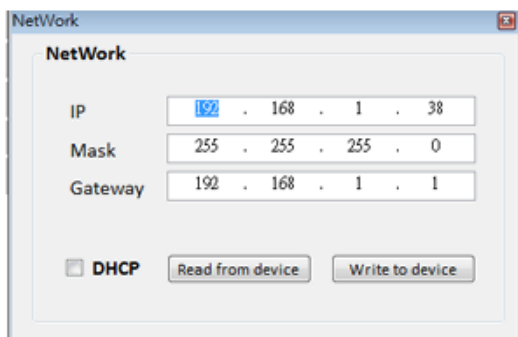 NetWork
NetWork
IP 192 . 168 . 1 . 38
Mask 255 . 255 . 255 . 0
Gateway 192 . 168 . 1 . 1
DHCP Read from device Write to device